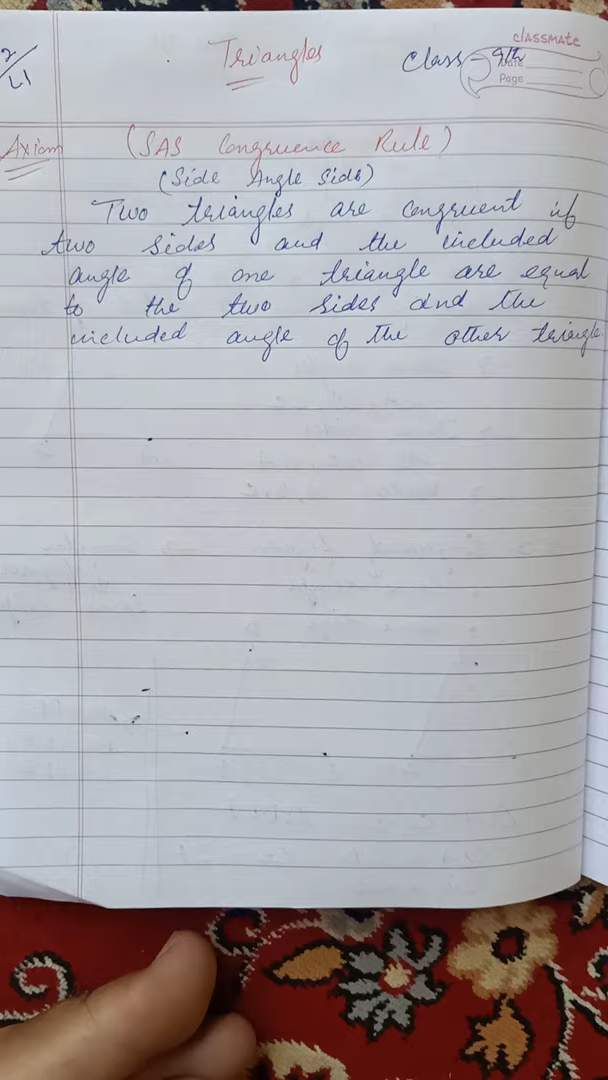 2/L1
Triangles
Class - 9th
classmate
Date
Page
Axiom (SAS Congruence Rule)
(Side Angle Side)
Two triangles are congruent if
two sides and the included
angle of one triangle are equal
to the two sides and the
included angle of the other triangle